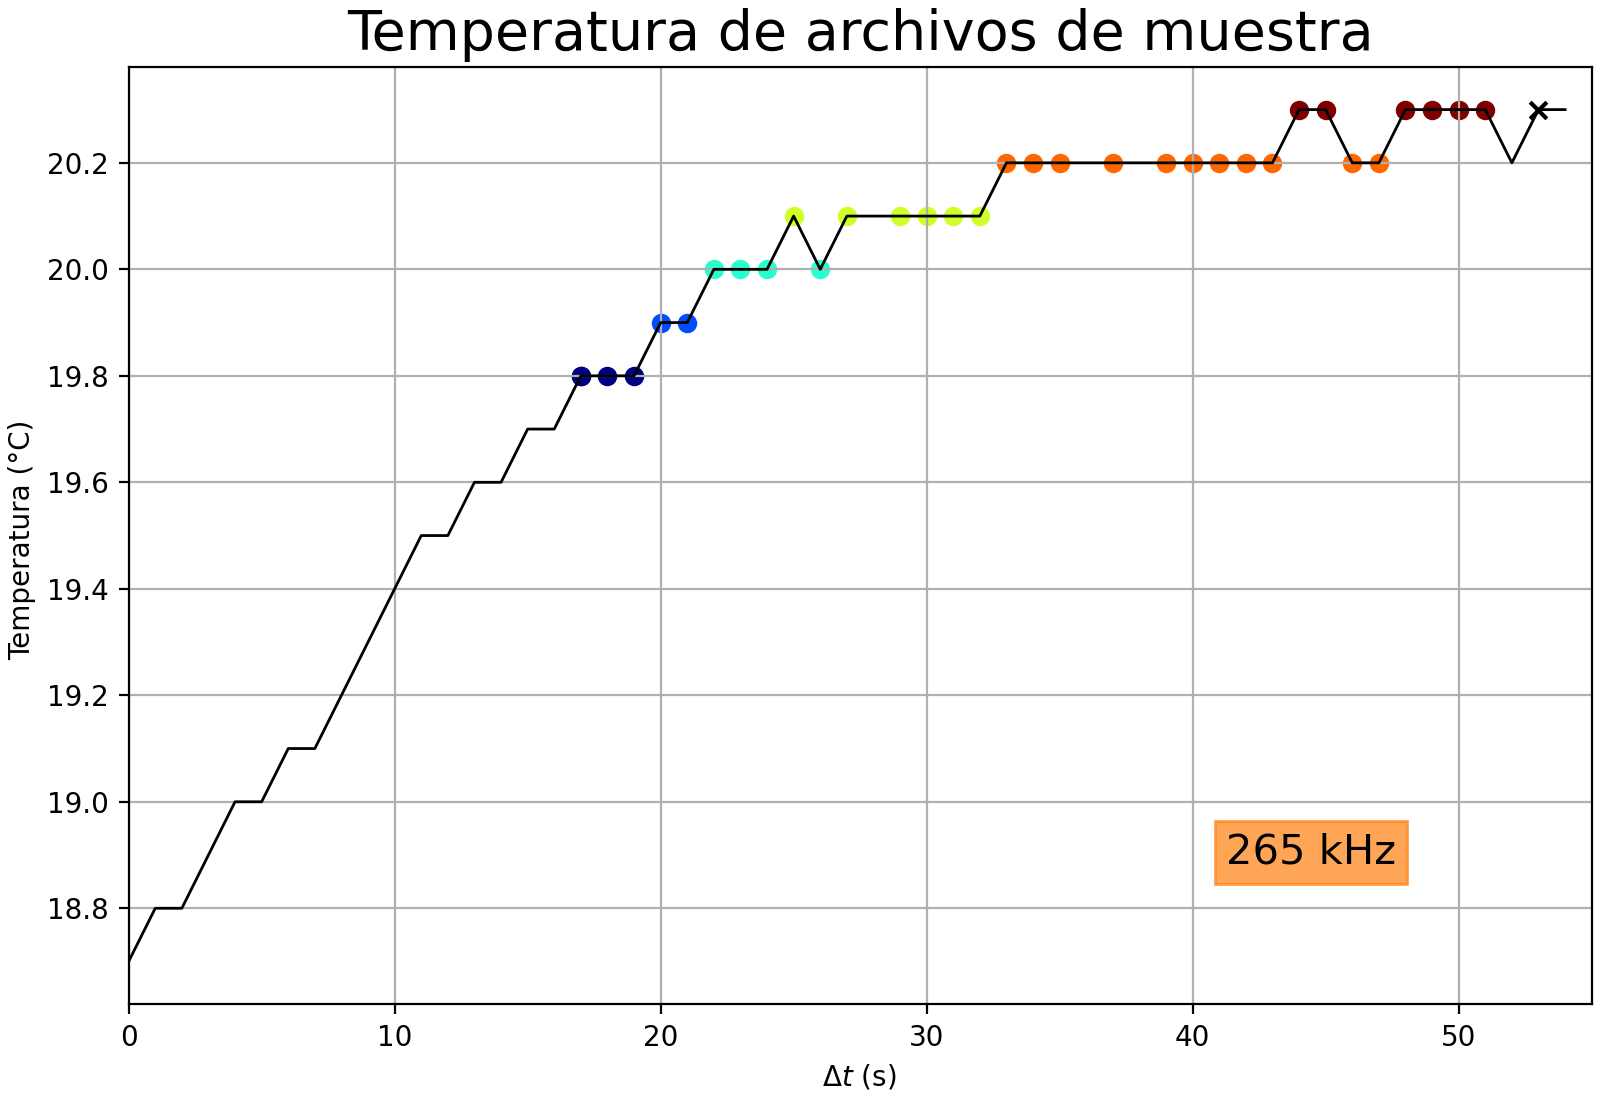 Temperatura de archivos de muestra
Temperatura (°C)
20.2
20.0
19.8
19.6
19.4
19.2
19.0
18.8
265 kHz
0 10 20 30 40 50
Δt (s)